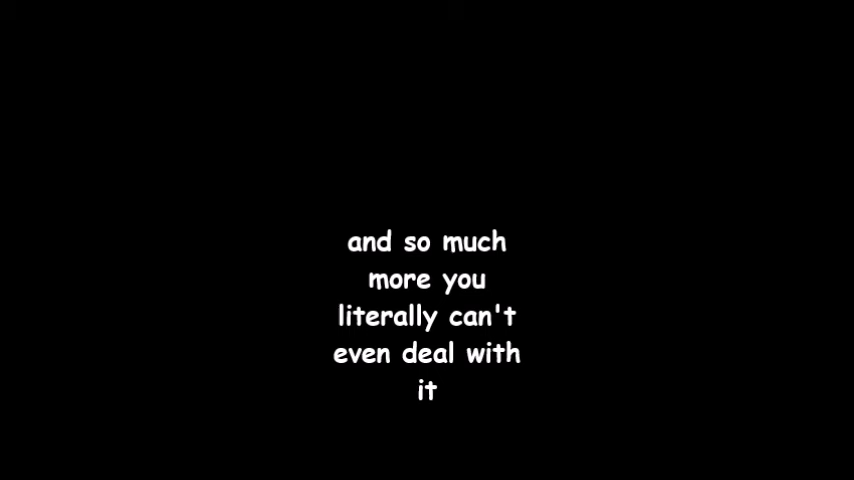 and so much
more you
literally can't
even deal with
it